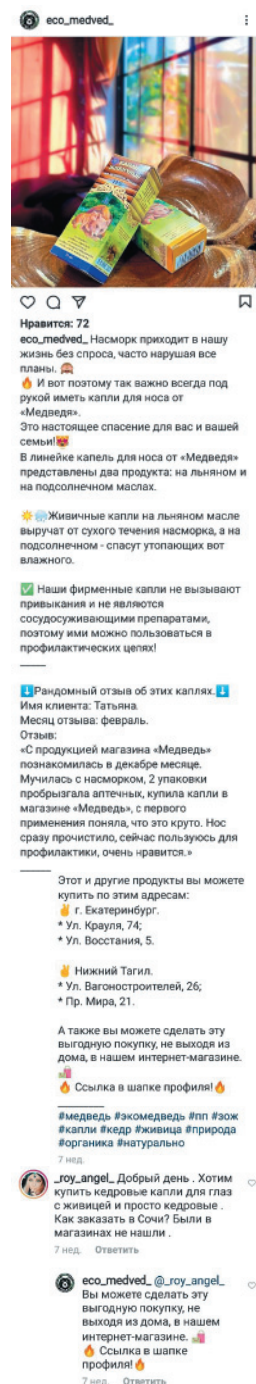 eco_medved_
Нравится: 72
eco_medved_ Насморк приходит в нашу
жизнь без спроса, часто нарушая все
планы. 🙉
🔥 И вот поэтому так важно всегда под
рукой иметь капли для носа от
«Медведя».
Это настоящее спасение для вас и вашей
семьи!😻
В линейке капель для носа от «Медведя»
представлены два продукта: на льняном и
на подсолнечном маслах.
☀️❄️Живичные капли на льняном масле
выручат от сухого течения насморка, а на
подсолнечном - спасут утопающих вот
влажного.
✅ Наши фирменные капли не вызывают
привыкания и не являются
сосудосуживающими препаратами,
поэтому ими можно пользоваться в
профилактических целях!
_____
⬇️Рандомный отзыв об этих каплях.⬇️
Имя клиента: Татьяна.
Месяц отзыва: февраль.
Отзыв:
«С продукцией магазина «Медведь»
познакомилась в декабре месяце.
Мучилась с насморком, 2 упаковки
пробрызгала аптечных, купила капли в
магазине «Медведь», с первого
применения поняла, что это круто. Нос
сразу прочистило, сейчас пользуюсь для
профилактики, очень нравится.»
_____
Этот и другие продукты вы можете
купить по этим адресам:
✌️ г. Екатеринбург.
* Ул. Крауля, 74;
* Ул. Восстания, 5.
✌️ Нижний Тагил.
* Ул. Вагоностроителей, 26;
* Пр. Мира, 21.
А также вы можете сделать эту
выгодную покупку, не выходя из
дома, в нашем интернет-магазине.
🛍️
🔥 Ссылка в шапке профиля!🔥
_____
#медведь #экомедведь #пп #зож
#капли #кедр #живица #природа
#органика #натурально
7 нед.
_roy_angel_ Добрый день . Хотим
купить кедровые капли для глаз
с живицей и просто кедровые .
Как заказать в Сочи? Были в
магазинах не нашли .
7 нед. Ответить
eco_medved_ @_roy_angel_
Вы можете сделать эту
выгодную покупку, не
выходя из дома, в нашем
интернет-магазине. 🛍️
🔥 Ссылка в шапке
профиля!🔥
7 нед. Ответить